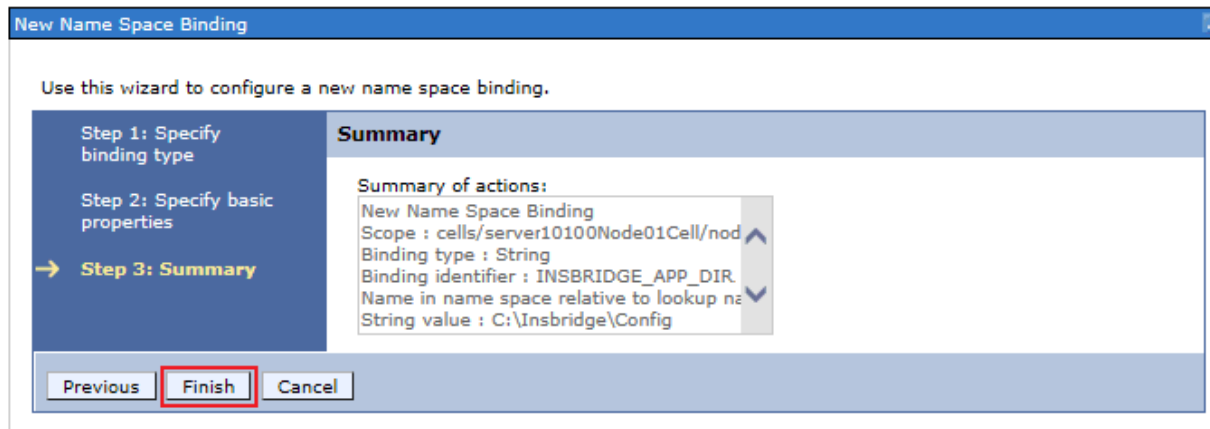 New Name Space Binding
Use this wizard to configure a new name space binding.
Step 1: Specify
binding type
Step 2: Specify basic
properties
Step 3: Summary
Summary
Summary of actions:
New Name Space Binding
Scope : cells/server10100Node01Cell/nod
Binding type : String
Binding identifier : INSBRIDGE_APP_DIR
Name in name space relative to lookup na
String value : C:\Insbridge\Config
Previous Finish Cancel